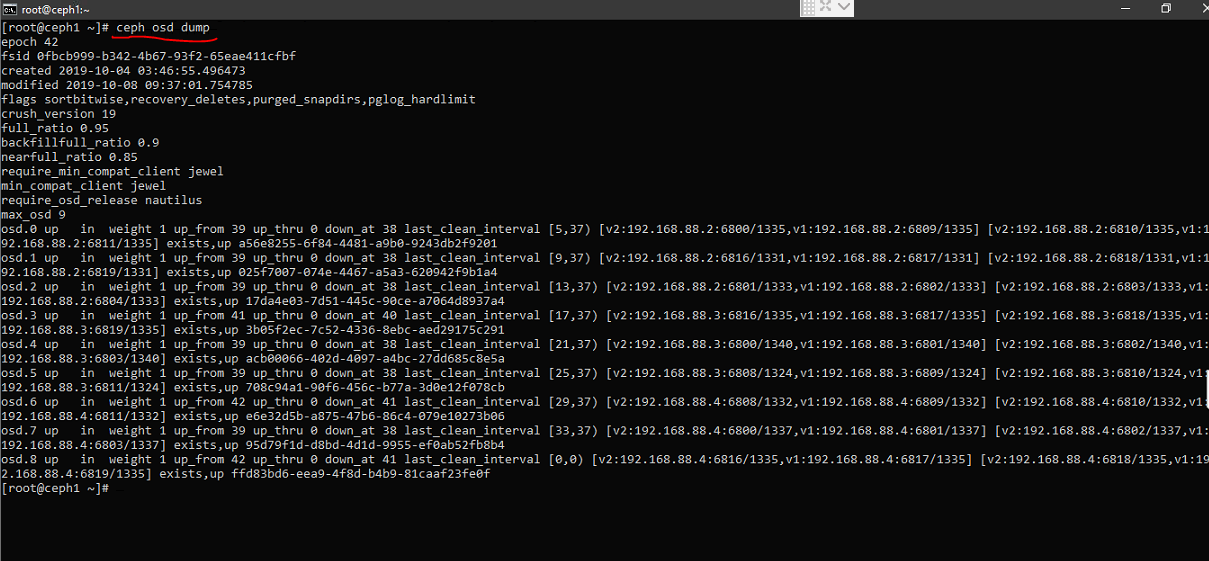 root@ceph1:~
[root@ceph1 ~]# ceph osd dump
epoch 42
fsid 0fbcb999-b342-4b67-93f2-65eae411cfbf
created 2019-10-04 03:46:55.496473
modified 2019-10-08 09:37:01.754785
flags sortbitwise,recovery_deletes,purged_snapdirs,pglog_hardlimit
crush_version 19
full_ratio 0.95
backfillfull_ratio 0.9
nearfull_ratio 0.85
require_min_compat_client jewel
min_compat_client jewel
require_osd_release nautilus
max_osd 9
osd.0 up   in  weight 1 up_from 39 up_thru 0 down_at 38 last_clean_interval [5,37) [v2:192.168.88.2:6800/1335,v1:192.168.88.2:6809/1335] [v2:192.168.88.2:6810/1335,v1:1
92.168.88.2:6811/1335] exists,up a56e8255-6f84-4481-a9b0-9243db2f9201
osd.1 up   in  weight 1 up_from 39 up_thru 0 down_at 38 last_clean_interval [9,37) [v2:192.168.88.2:6816/1331,v1:192.168.88.2:6817/1331] [v2:192.168.88.2:6818/1331,v1:1
92.168.88.2:6819/1331] exists,up 025f7007-074e-4467-a5a3-620942f9b1a4
osd.2 up   in  weight 1 up_from 39 up_thru 0 down_at 38 last_clean_interval [13,37) [v2:192.168.88.2:6801/1333,v1:192.168.88.2:6802/1333] [v2:192.168.88.2:6803/1333,v1:
192.168.88.2:6804/1333] exists,up 17da4e03-7d51-445c-90ce-a7064d8937a4
osd.3 up   in  weight 1 up_from 41 up_thru 0 down_at 40 last_clean_interval [17,37) [v2:192.168.88.3:6816/1335,v1:192.168.88.3:6817/1335] [v2:192.168.88.3:6818/1335,v1:
192.168.88.3:6819/1335] exists,up 3b05f2ec-7c52-4336-8ebc-aed29175c291
osd.4 up   in  weight 1 up_from 39 up_thru 0 down_at 38 last_clean_interval [21,37) [v2:192.168.88.3:6800/1340,v1:192.168.88.3:6801/1340] [v2:192.168.88.3:6802/1340,v1:
192.168.88.3:6803/1340] exists,up acb00066-402d-4097-a4bc-27dd685c8e5a
osd.5 up   in  weight 1 up_from 39 up_thru 0 down_at 38 last_clean_interval [25,37) [v2:192.168.88.3:6808/1324,v1:192.168.88.3:6809/1324] [v2:192.168.88.3:6810/1324,v1:
192.168.88.3:6811/1324] exists,up 708c94a1-90f6-456c-b77a-3d0e12f078cb
osd.6 up   in  weight 1 up_from 42 up_thru 0 down_at 41 last_clean_interval [29,37) [v2:192.168.88.4:6808/1332,v1:192.168.88.4:6809/1332] [v2:192.168.88.4:6810/1332,v1:
192.168.88.4:6811/1332] exists,up e6e32d5b-a875-47b6-86c4-079e10273b06
osd.7 up   in  weight 1 up_from 39 up_thru 0 down_at 38 last_clean_interval [33,37) [v2:192.168.88.4:6800/1337,v1:192.168.88.4:6801/1337] [v2:192.168.88.4:6802/1337,v1:
192.168.88.4:6803/1337] exists,up 95d79f1d-d8bd-4d1d-9955-ef0ab52fb8b4
osd.8 up   in  weight 1 up_from 42 up_thru 0 down_at 41 last_clean_interval [0,0) [v2:192.168.88.4:6816/1335,v1:192.168.88.4:6817/1335] [v2:192.168.88.4:6818/1335,v1:19
2.168.88.4:6819/1335] exists,up ffd83bd6-eea9-4f8d-b4b9-81caaf23fe0f
[root@ceph1 ~]#